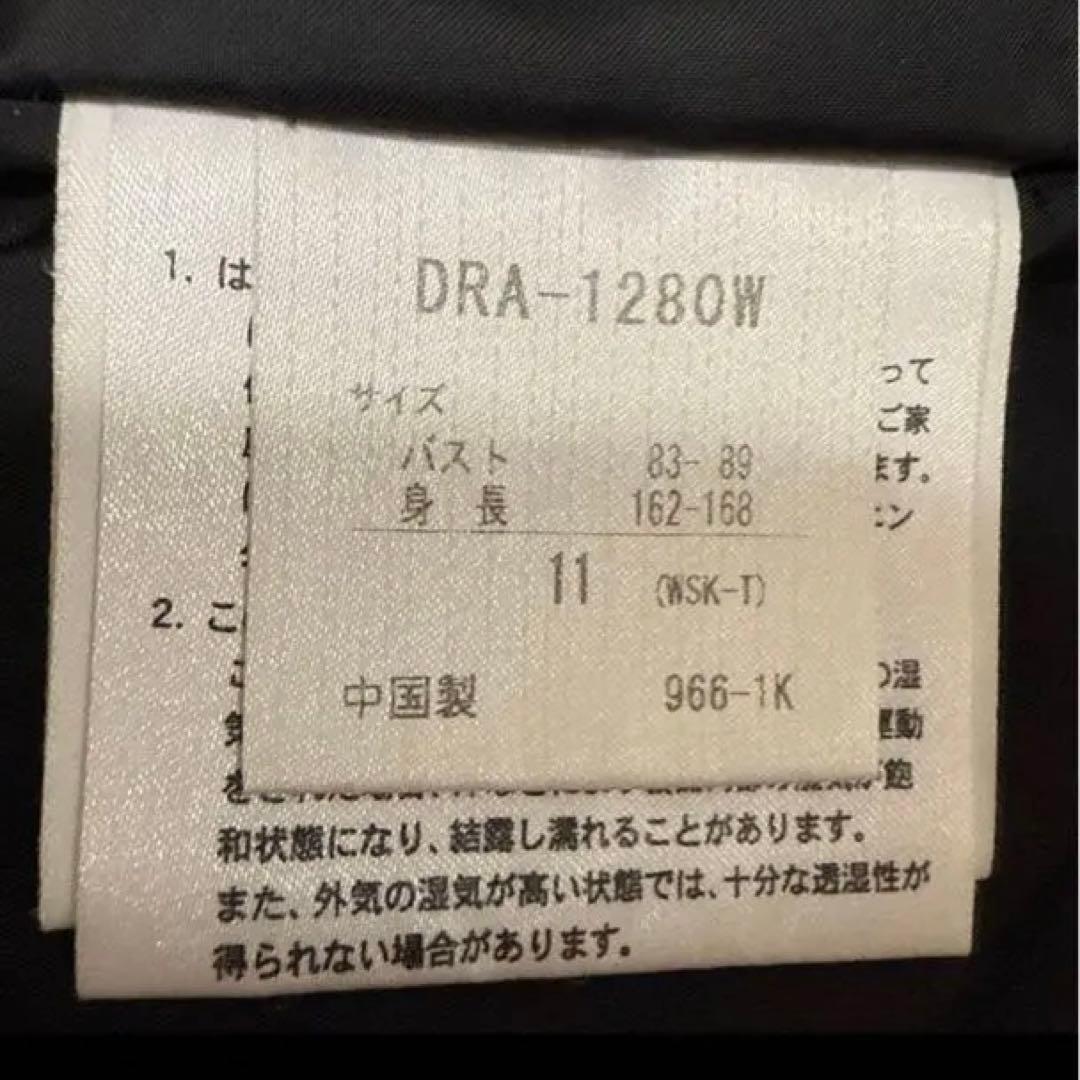 DRA-1280W
サイズ
バスト 83- 89
身 長 162-168
11 (WSK-T)
中国製 966-1K
1. は
って
ご家
ます。
2. こ
の湿
運動
が飽
和状態になり、結露し濡れることがあります。
また、外気の湿気が高い状態では、十分な透湿性が
得られない場合があります。